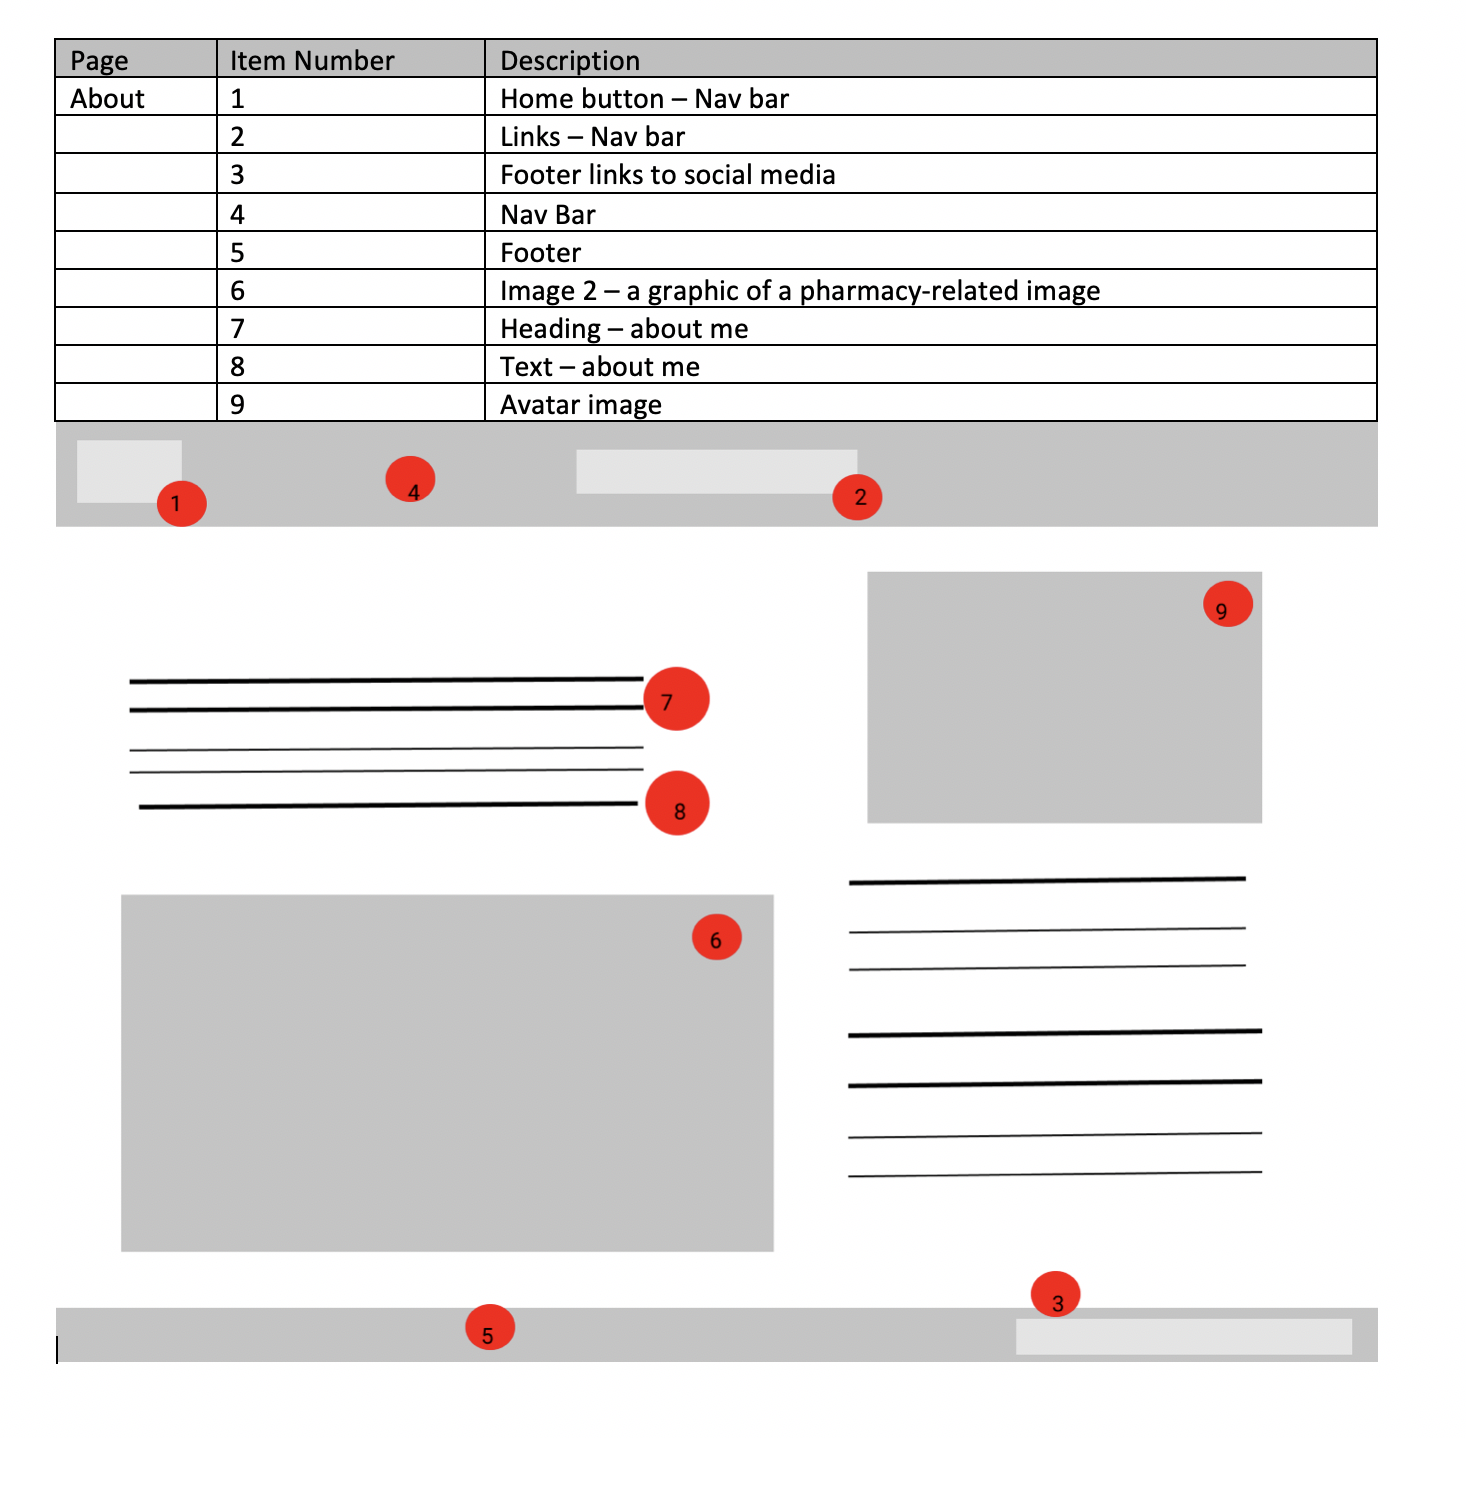 Page Item Number Description
About 1 Home button – Nav bar
2 Links – Nav bar
3 Footer links to social media
4 Nav Bar
5 Footer
6 Image 2 – a graphic of a pharmacy-related image
7 Heading – about me
8 Text – about me
9 Avatar image
1 4 2
9
7
8
6
3
5